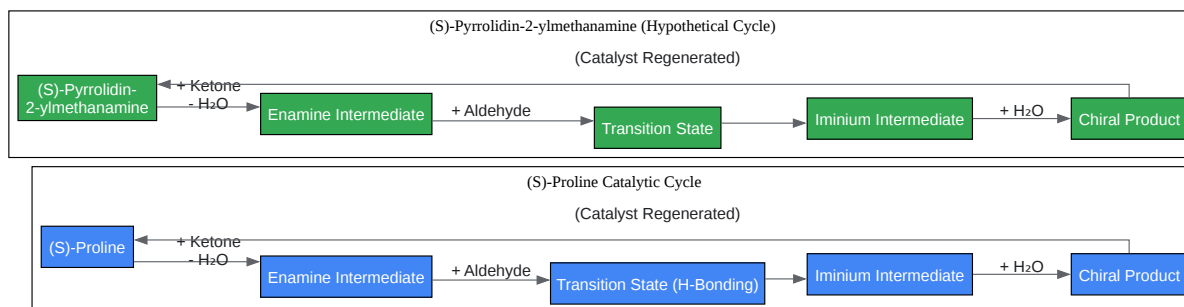 (S)-Pyrrolidin-2-ylmethanamine (Hypothetical Cycle)
(Catalyst Regenerated)
(S)-Pyrrolidin-
2-ylmethanamine
+ Ketone
- H₂O
Enamine Intermediate
+ Aldehyde
Transition State
Iminium Intermediate
+ H₂O
Chiral Product
(S)-Proline Catalytic Cycle
(Catalyst Regenerated)
(S)-Proline
+ Ketone
- H₂O
Enamine Intermediate
+ Aldehyde
Transition State (H-Bonding)
Iminium Intermediate
+ H₂O
Chiral Product